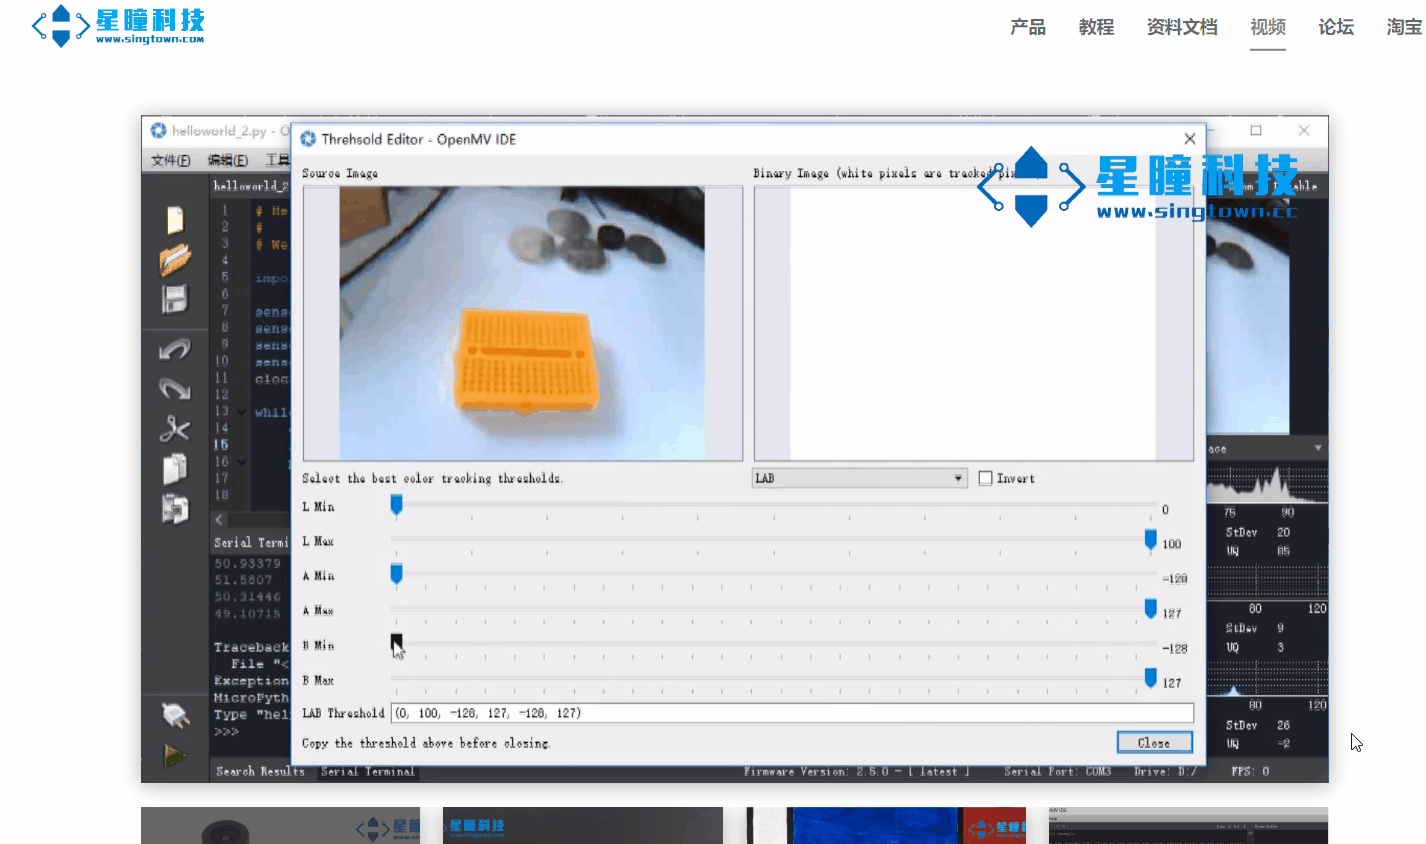 星瞳科技
www.singtown.com
产品 教程 资料文档 视频 论坛 淘宝
helloworld_2.py - O
Threhsold Editor - OpenMV IDE
文件(F) 编辑(E) 工具
Source Image
Binary Image (white pixels are tracked pi
星瞳科技
www.singtown.cc
helloworld_2
1 # He
2 #
3 # We
4
5 impo
6
7 sens
8 sens
9 sens
10 sens
11 cloc
12
13 while
14
15
16
17
18
Select the best color tracking thresholds.
LAB
Invert
L Min 0
L Max 100
A Min -128
A Max 127
B Min -128
B Max 127
LAB Threshold (0, 100, -128, 127, -128, 127)
Copy the threshold above before closing.
Close
ace
75 90
StDev 20
UQ 85
80 120
StDev 9
UQ 3
80 120
StDev 26
UQ -2
Serial Termi
50.93379
51.5807
50.31446
49.10715
Traceback
File "<
Exception
MicroPyth
Type "hel
>>>
Search Results Serial Terminal
Firmware Version: 2.5.0 - [ latest ] Serial Port: COM3 Drive: D:/ FPS: 0
星瞳科技
星瞳